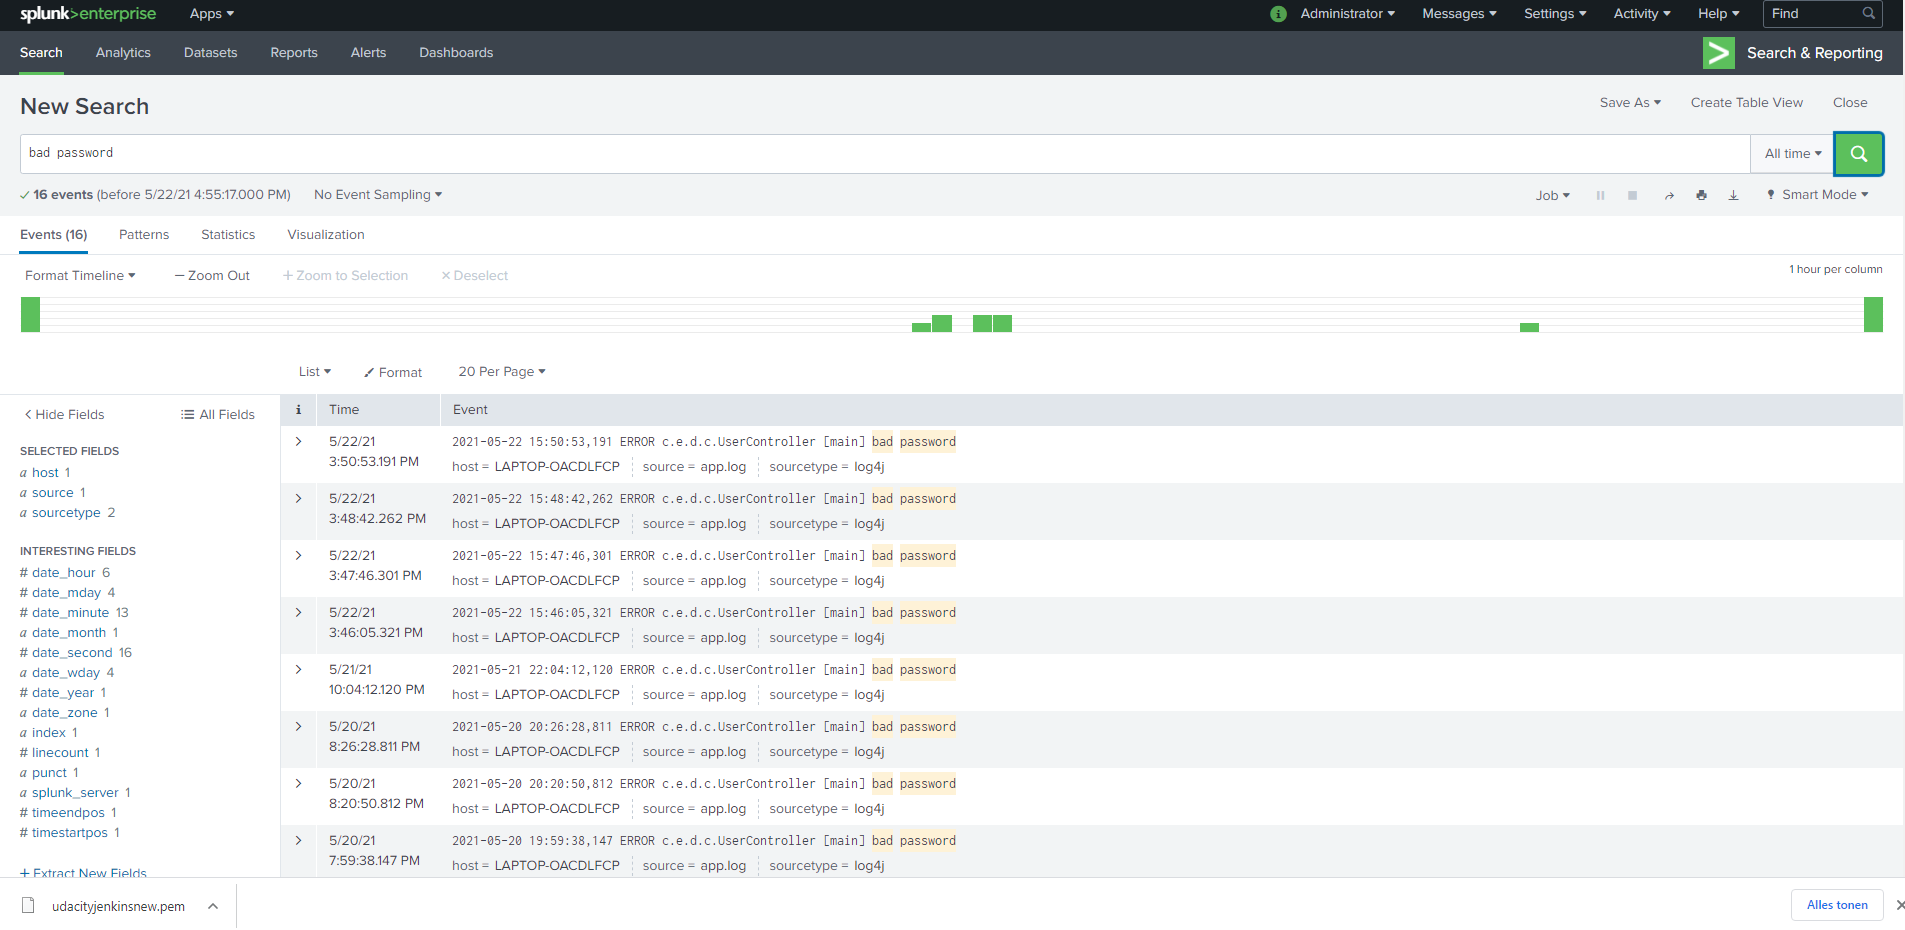 splunk>enterprise Apps Administrator Messages Settings Activity Help Find
Search Analytics Datasets Reports Alerts Dashboards Search & Reporting
New Search Save As Create Table View Close
bad password All time
16 events (before 5/22/21 4:55:17.000 PM) No Event Sampling Job Smart Mode
Events (16) Patterns Statistics Visualization
Format Timeline — Zoom Out + Zoom to Selection × Deselect 1 hour per column
List Format 20 Per Page
Hide Fields All Fields
SELECTED FIELDS
a host 1
a source 1
a sourcetype 2
INTERESTING FIELDS
# date_hour 6
# date_mday 4
# date_minute 13
a date_month 1
# date_second 16
a date_wday 4
# date_year 1
a date_zone 1
a index 1
# linecount 1
a punct 1
a splunk_server 1
# timeendpos 1
# timestartpos 1
+ Extract New Fields
i Time Event
5/22/21 2021-05-22 15:50:53,191 ERROR c.e.d.c.UserController [main] bad password
3:50:53.191 PM host = LAPTOP-OACDLFCP source = app.log sourcetype = log4j
5/22/21 2021-05-22 15:48:42,262 ERROR c.e.d.c.UserController [main] bad password
3:48:42.262 PM host = LAPTOP-OACDLFCP source = app.log sourcetype = log4j
5/22/21 2021-05-22 15:47:46,301 ERROR c.e.d.c.UserController [main] bad password
3:47:46.301 PM host = LAPTOP-OACDLFCP source = app.log sourcetype = log4j
5/22/21 2021-05-22 15:46:05,321 ERROR c.e.d.c.UserController [main] bad password
3:46:05.321 PM host = LAPTOP-OACDLFCP source = app.log sourcetype = log4j
5/21/21 2021-05-21 22:04:12,120 ERROR c.e.d.c.UserController [main] bad password
10:04:12.120 PM host = LAPTOP-OACDLFCP source = app.log sourcetype = log4j
5/20/21 2021-05-20 20:26:28,811 ERROR c.e.d.c.UserController [main] bad password
8:26:28.811 PM host = LAPTOP-OACDLFCP source = app.log sourcetype = log4j
5/20/21 2021-05-20 20:20:50,812 ERROR c.e.d.c.UserController [main] bad password
8:20:50.812 PM host = LAPTOP-OACDLFCP source = app.log sourcetype = log4j
5/20/21 2021-05-20 19:59:38,147 ERROR c.e.d.c.UserController [main] bad password
7:59:38.147 PM host = LAPTOP-OACDLFCP source = app.log sourcetype = log4j
udacityjenkinsnew.pem Alles tonen